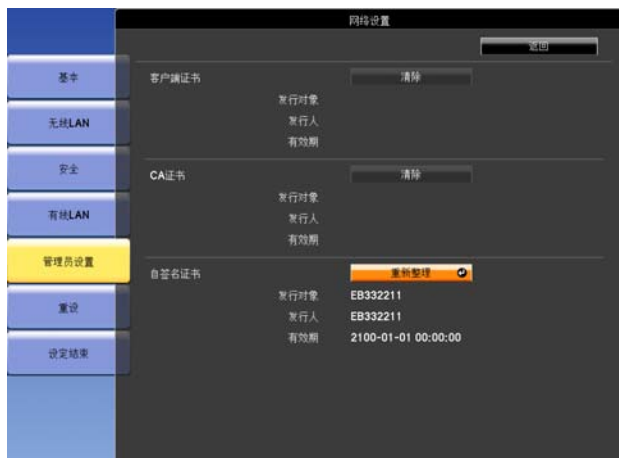 网络设置
返回
基本
无线LAN
安全
有线LAN
管理员设置
重设
设定结束
客户端证书 清除
发行对象
发行人
有效期
CA证书 清除
发行对象
发行人
有效期
自签名证书 重新整理
发行对象 EB332211
发行人 EB332211
有效期 2100-01-01 00:00:00